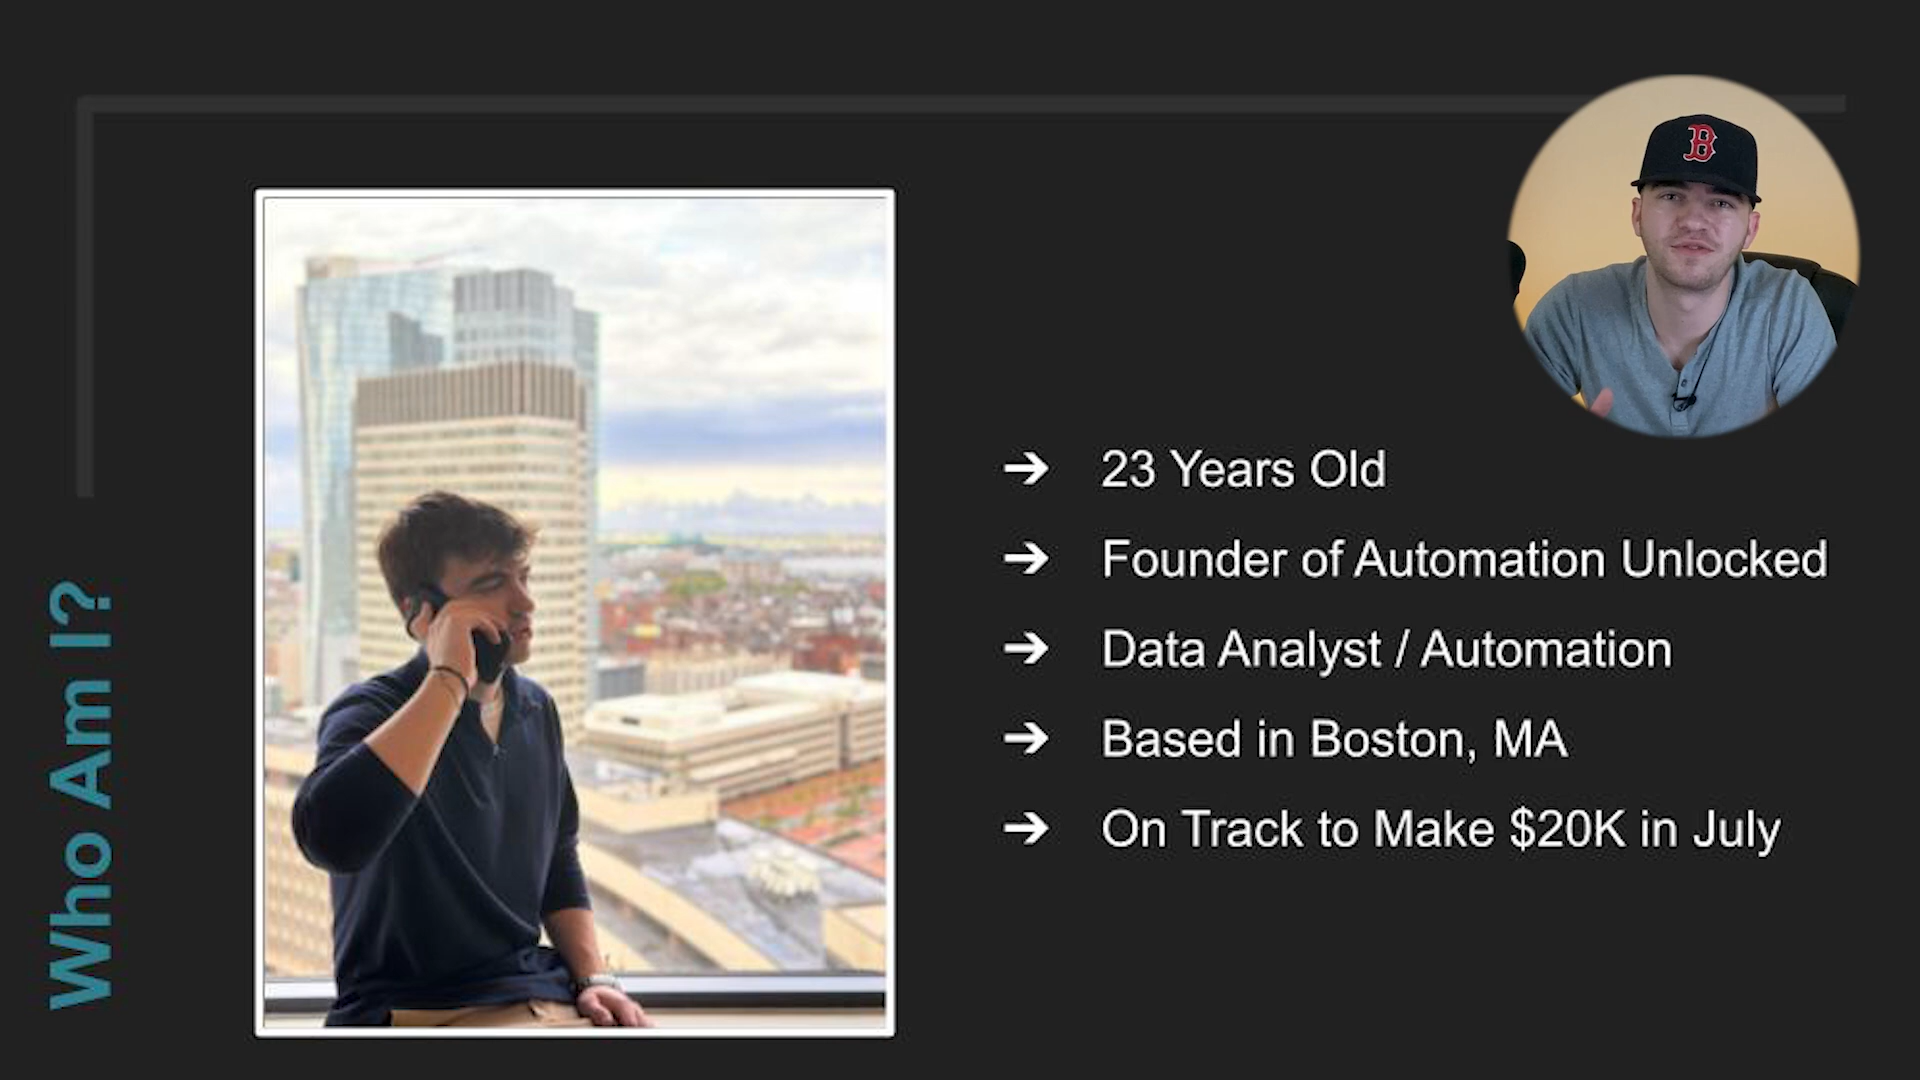 Who Am I?
B
➔ 23 Years Old
➔ Founder of Automation Unlocked
➔ Data Analyst / Automation
➔ Based in Boston, MA
➔ On Track to Make $20K in July